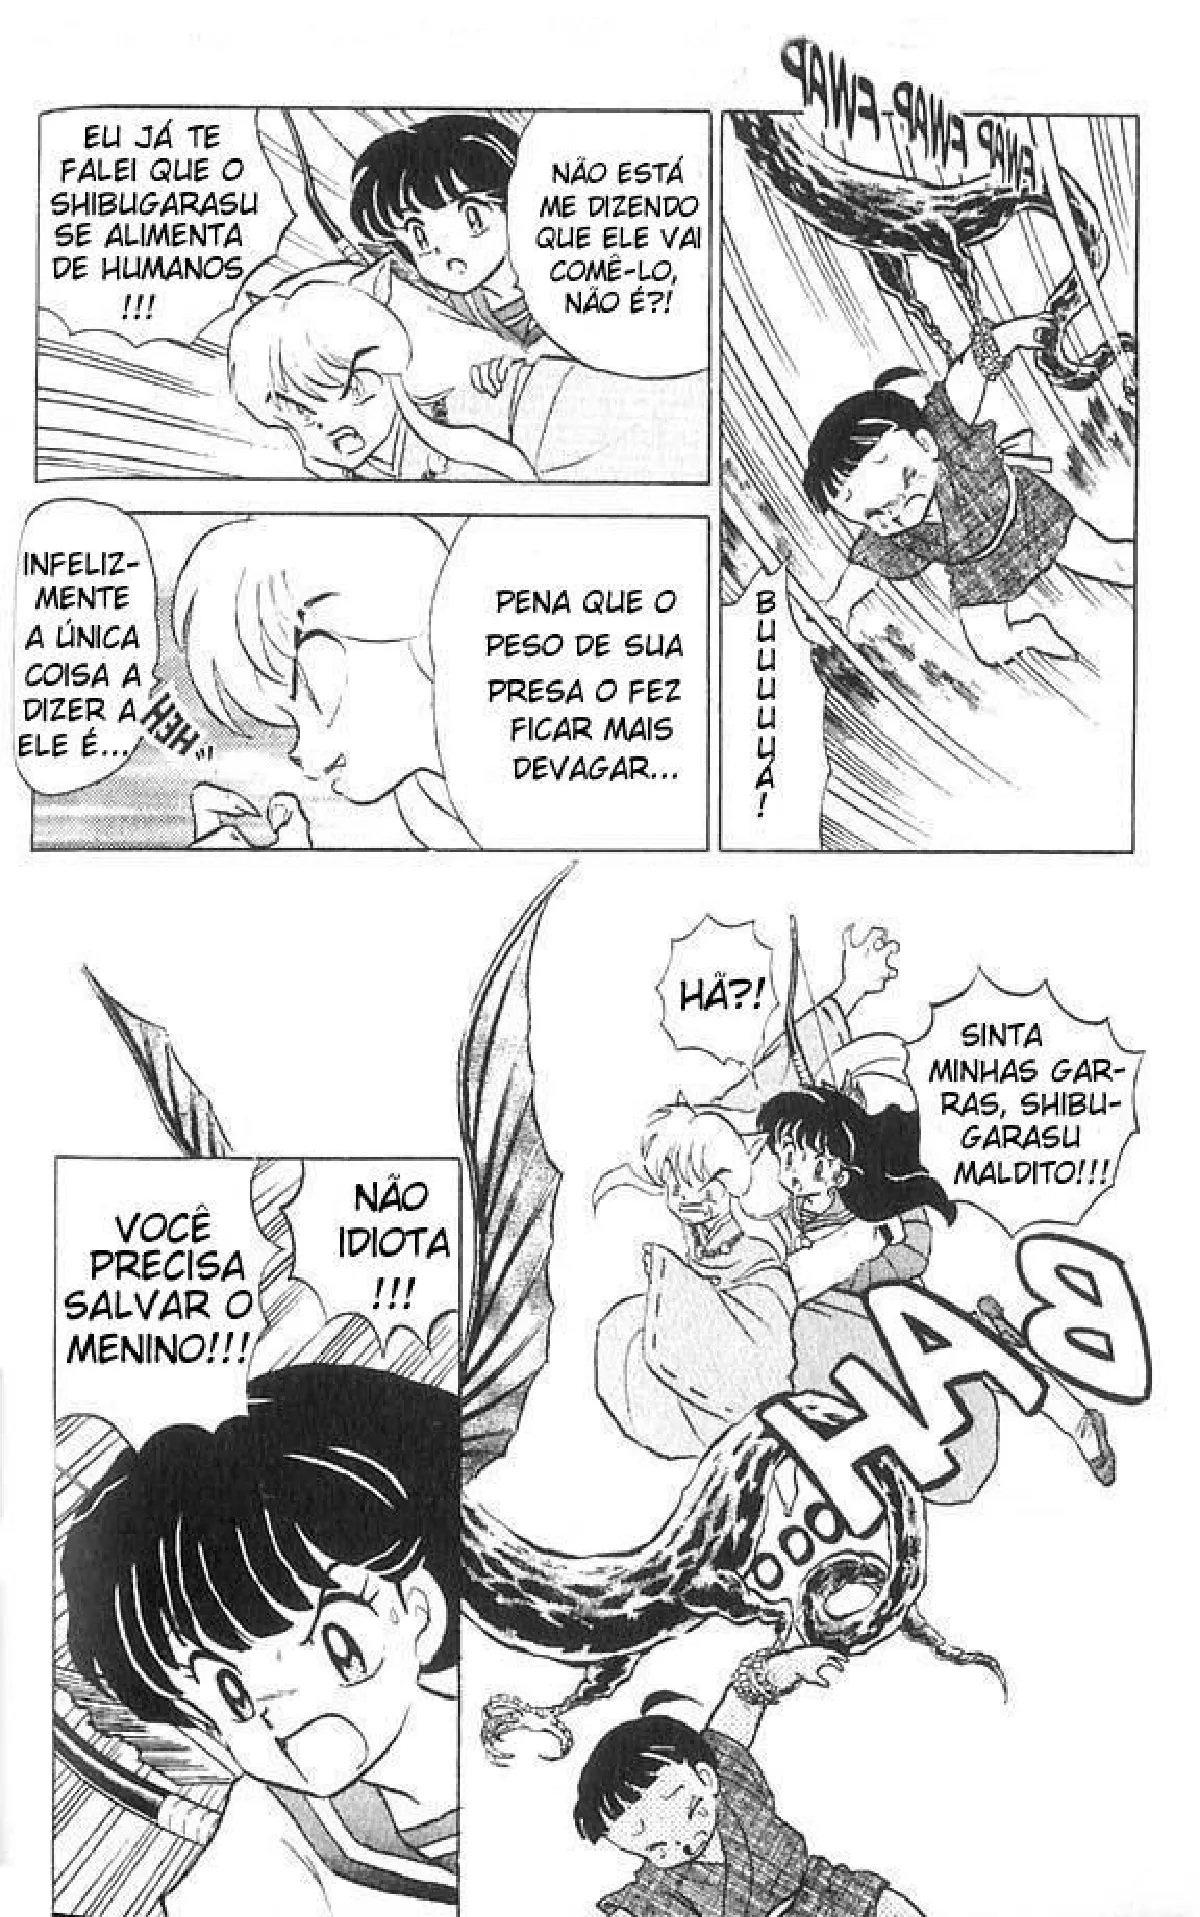 FWAP FWAP FWAP FWAP
BUUUUUÁ!
NÃO ESTÁ
ME DIZENDO
QUE ELE VAI
COMÊ-LO,
NÃO É?!
EU JÁ TE
FALEI QUE O
SHIBUGARASU
SE ALIMENTA
DE HUMANOS
!!!
PENA QUE O
PESO DE SUA
PRESA O FEZ
FICAR MAIS
DEVAGAR...
INFELIZ-
MENTE
A ÚNICA
COISA A
DIZER A
ELE É...
HEH
SINTA
MINHAS GAR-
RAS, SHIBU-
GARASU
MALDITO!!!
HÃ?!
NÃO
IDIOTA
!!!
VOCÊ
PRECISA
SALVAR O
MENINO!!!